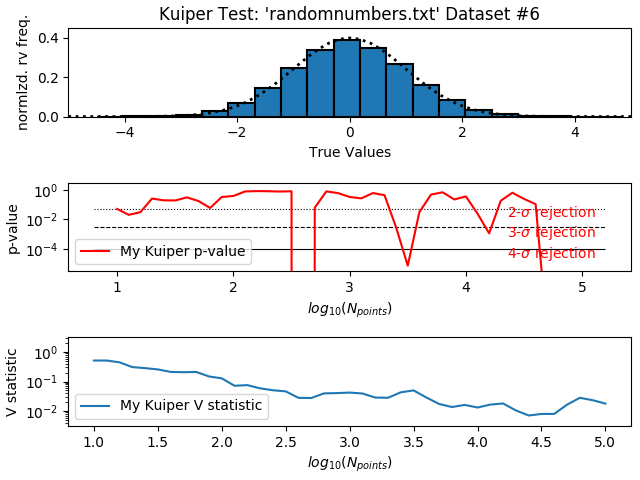 Kuiper Test: 'randomnumbers.txt' Dataset #6
normlzd. rv freq.
0.4
0.2
0.0
−4 −2 0 2 4
True Values
p-value
10⁰
10⁻²
10⁻⁴
2-σ rejection
3-σ rejection
4-σ rejection
My Kuiper p-value
1 2 3 4 5
log₁₀(Nₚₒᵢₙₜₛ)
V statistic
10⁰
10⁻¹
10⁻²
My Kuiper V statistic
1.0 1.5 2.0 2.5 3.0 3.5 4.0 4.5 5.0
log₁₀(Nₚₒᵢₙₜₛ)